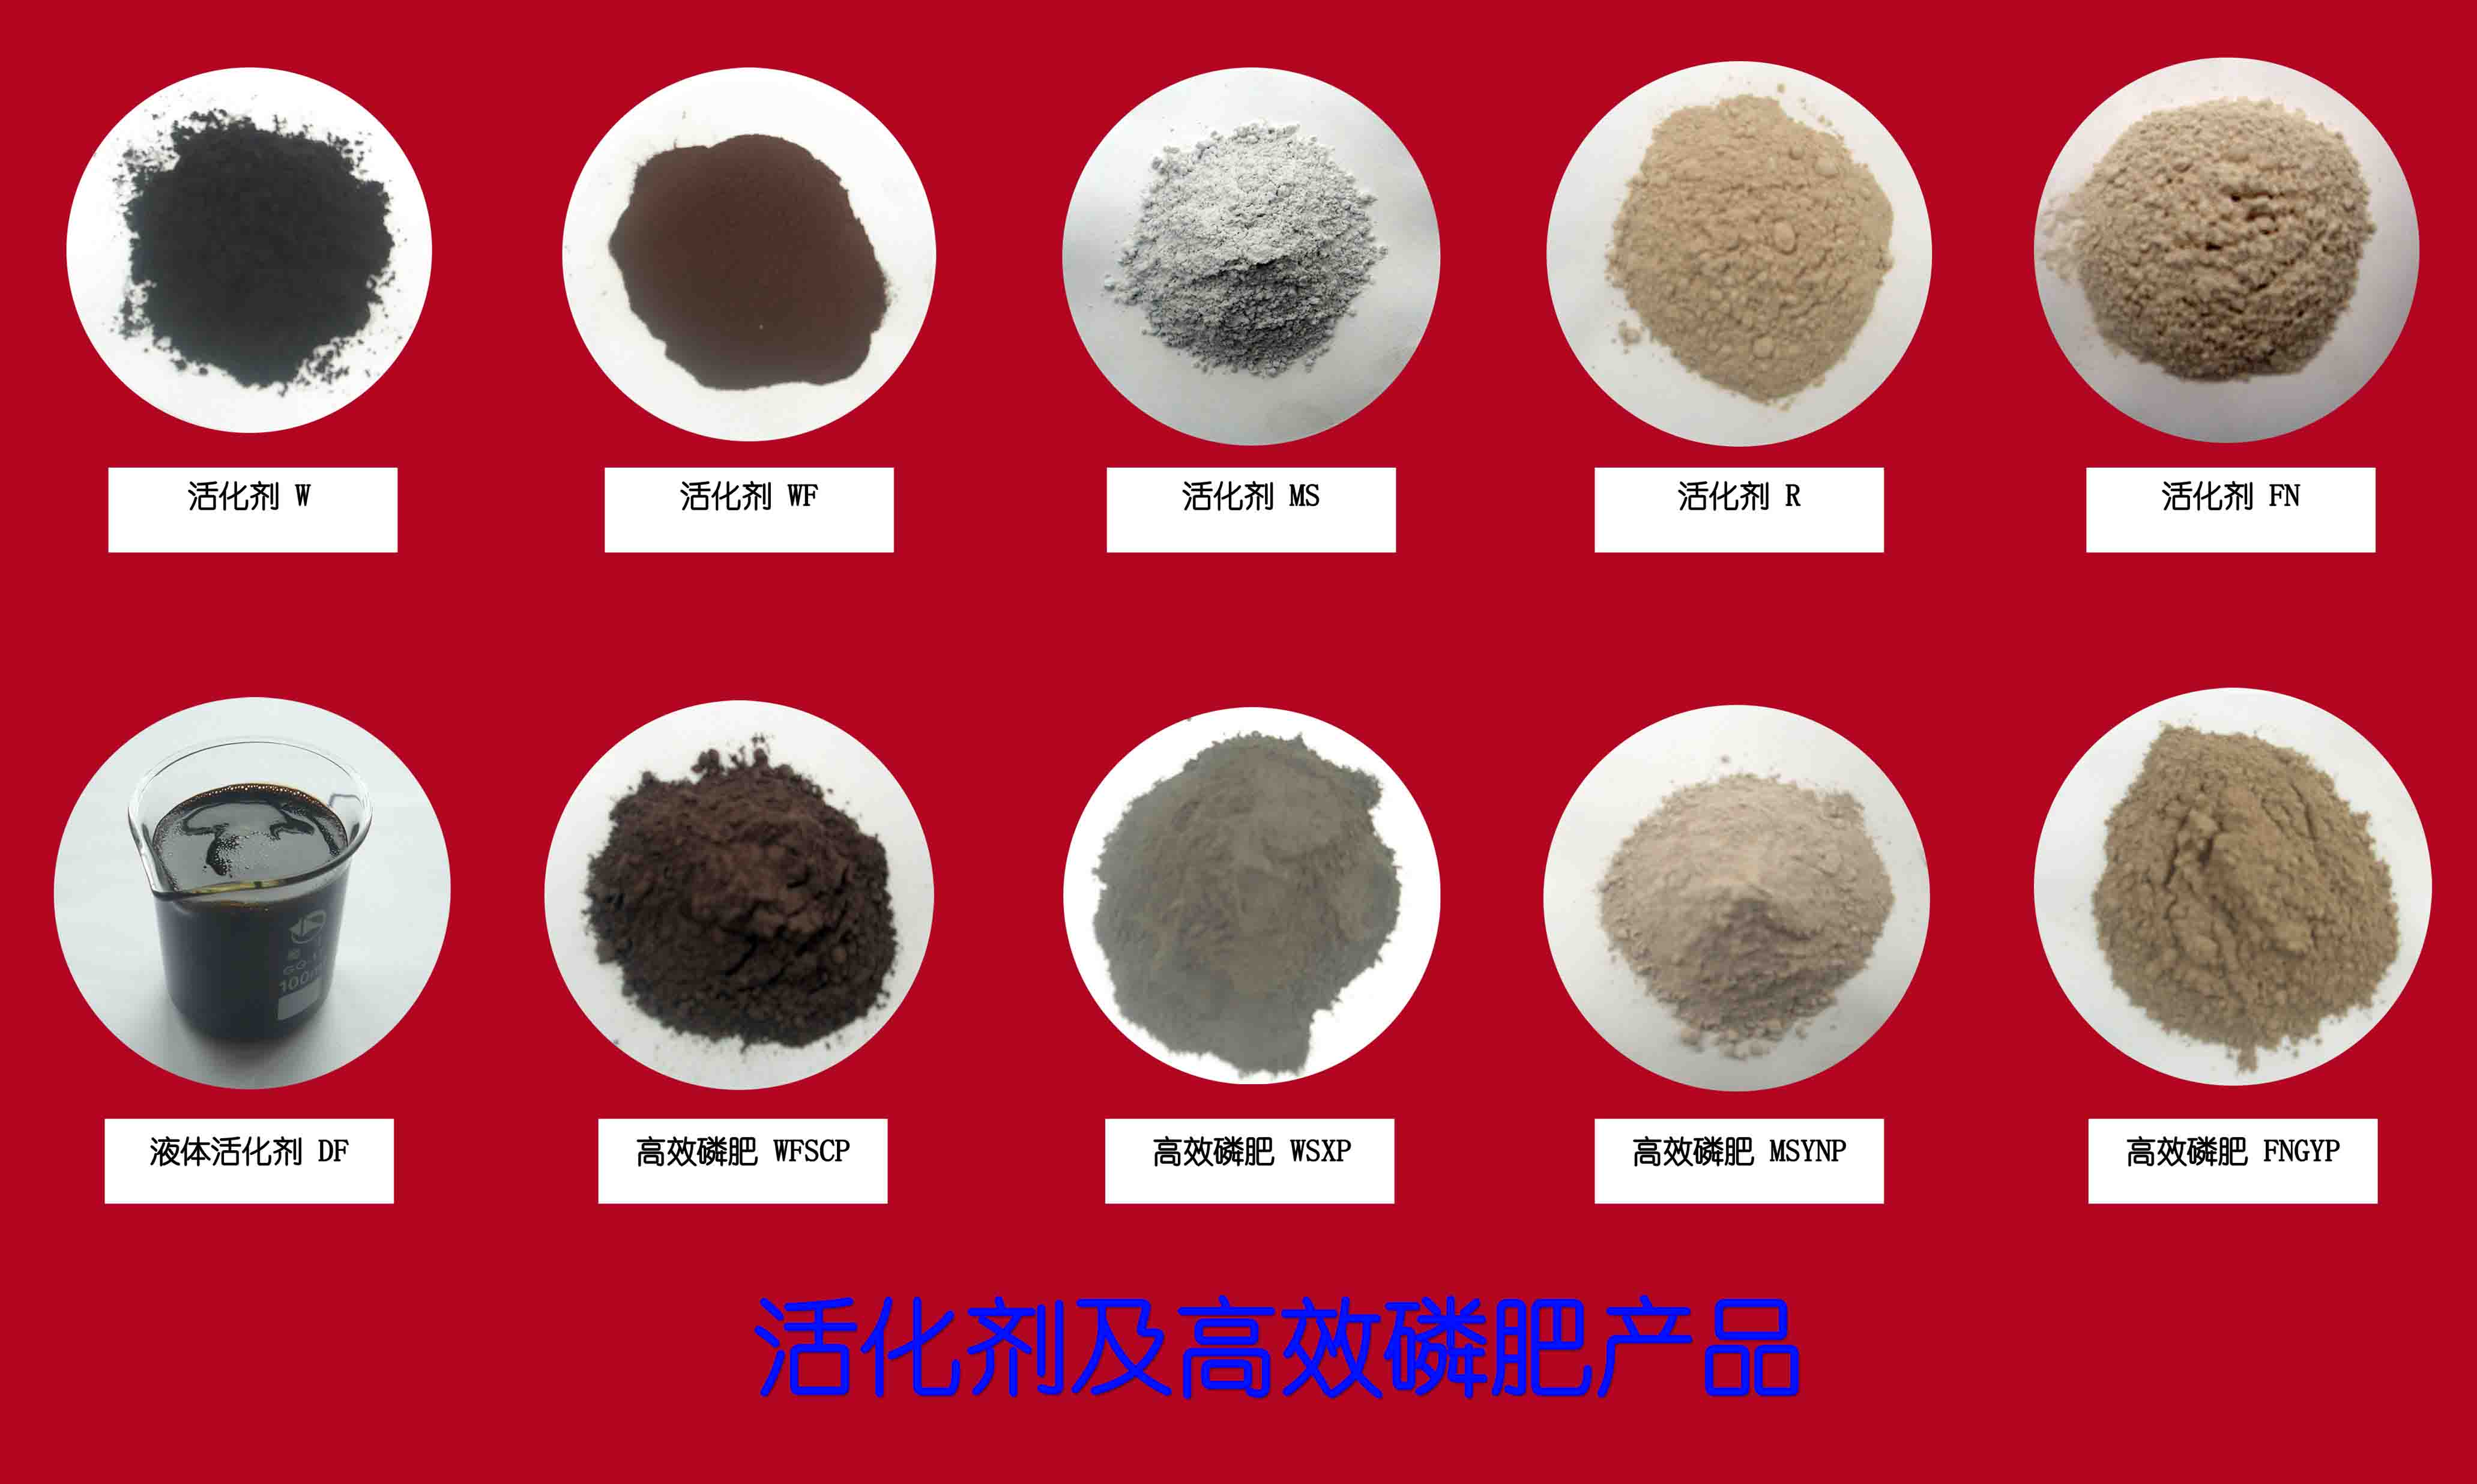 活化剂 W
活化剂 WF
活化剂 MS
活化剂 R
活化剂 FN
100
液体活化剂 DF
高效磷肥 WFSCP
高效磷肥 WSXP
高效磷肥 MSYNP
高效磷肥 FNGYP
活化剂及高效磷肥产品